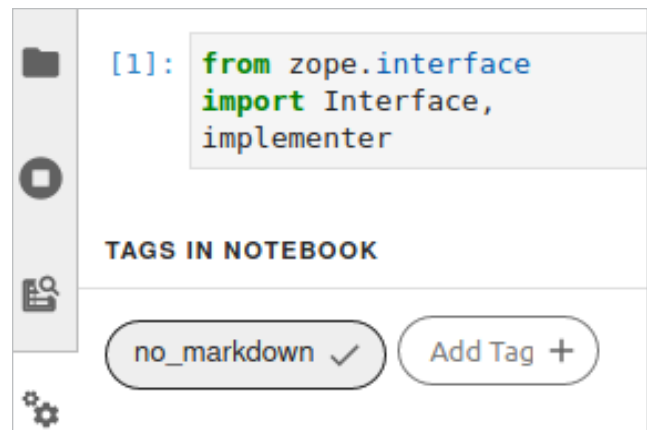 [1]: from zope.interface
import Interface,
implementer
TAGS IN NOTEBOOK
no_markdown
Add Tag +